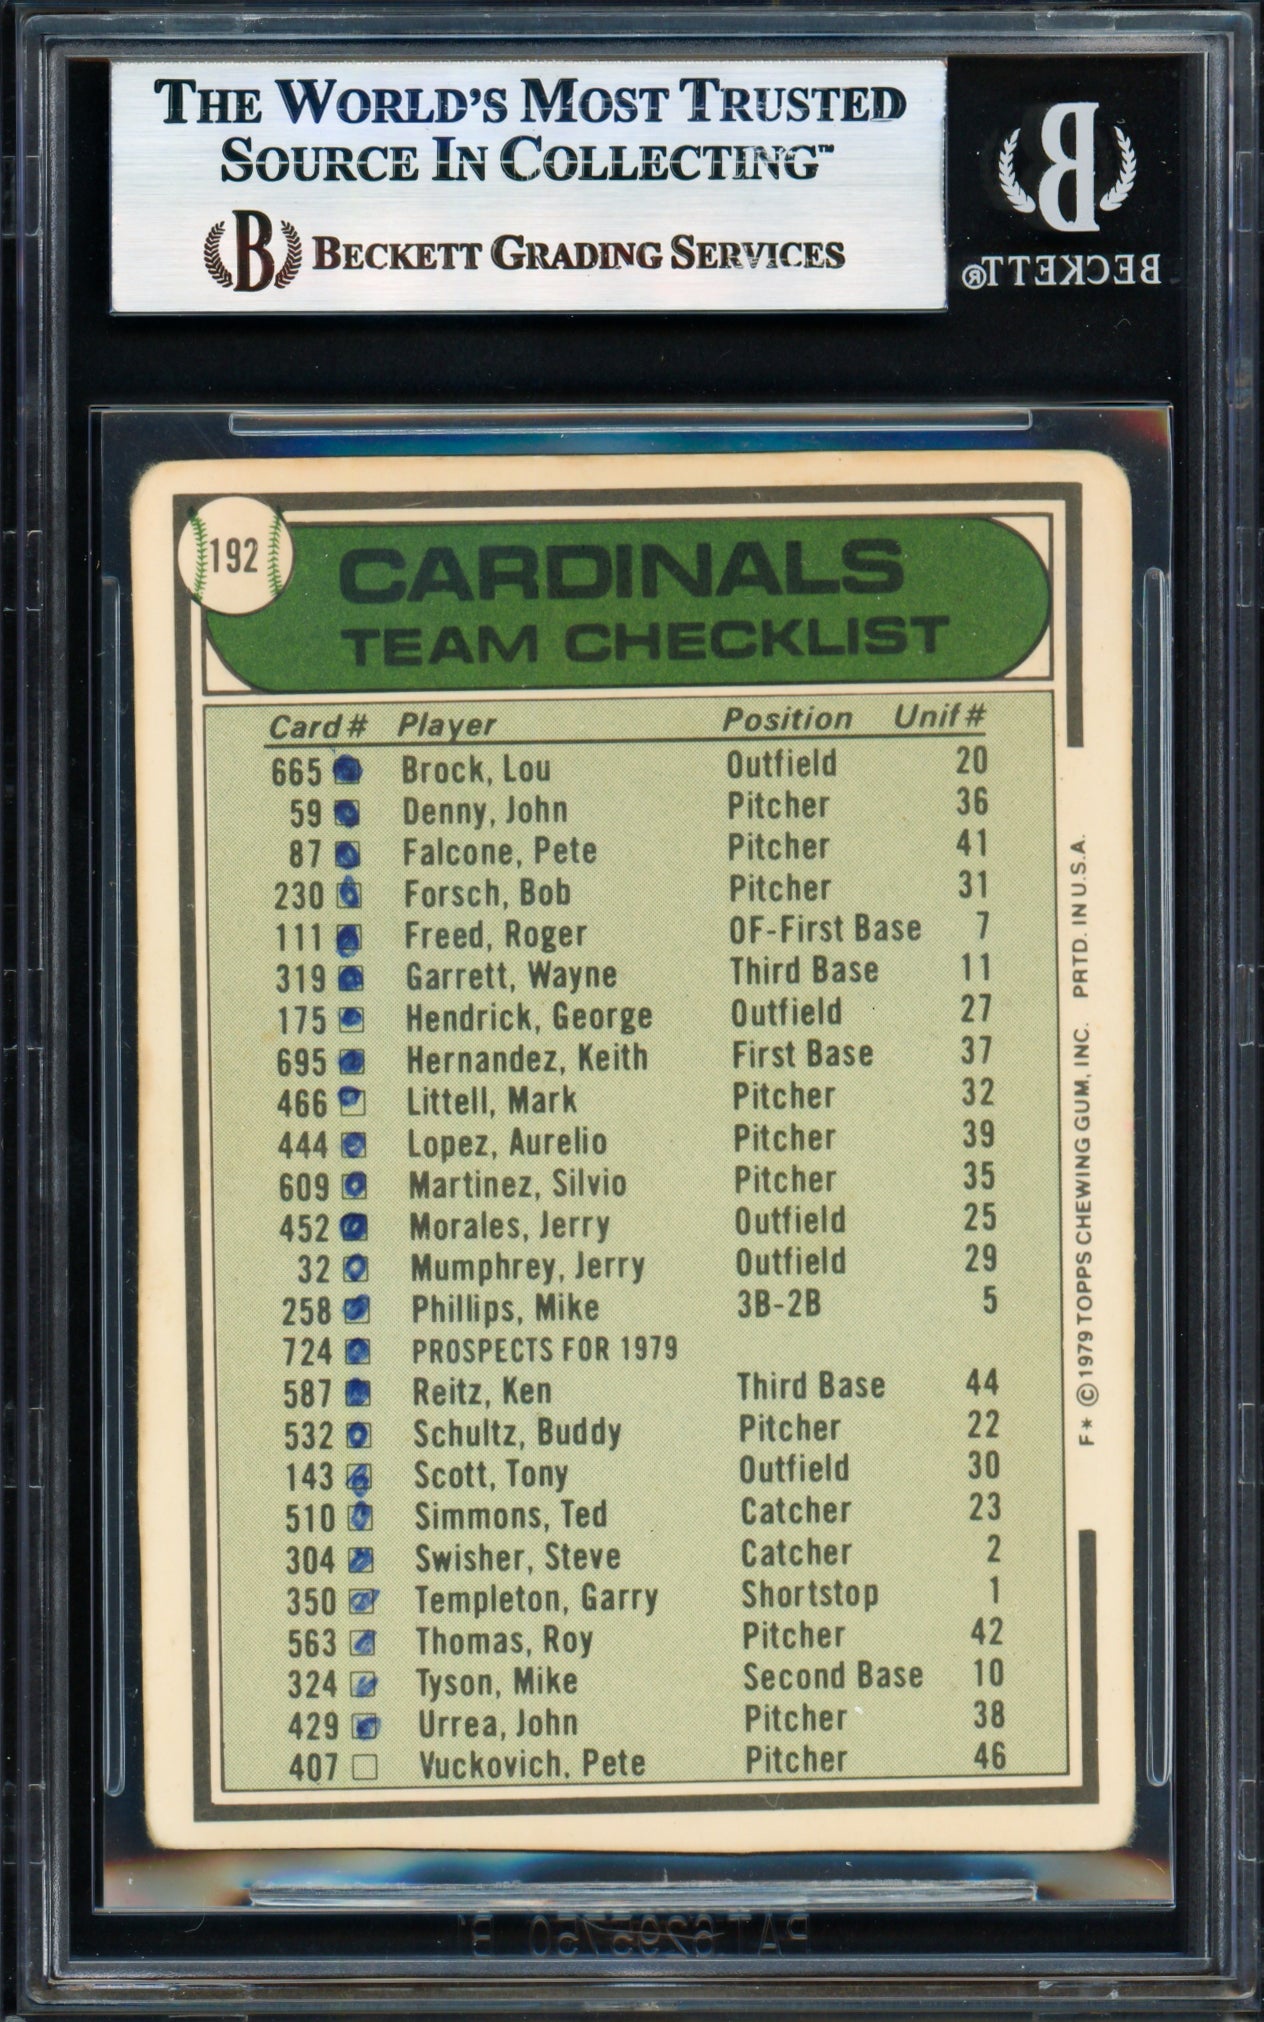 THE WORLD'S MOST TRUSTED
SOURCE IN COLLECTING™
B BECKETT GRADING SERVICES
B
BECKETT®
192
CARDINALS
TEAM CHECKLIST
Card# Player Position Unif#
665 Brock, Lou Outfield 20
59 Denny, John Pitcher 36
87 Falcone, Pete Pitcher 41
230 Forsch, Bob Pitcher 31
111 Freed, Roger OF-First Base 7
319 Garrett, Wayne Third Base 11
175 Hendrick, George Outfield 27
695 Hernandez, Keith First Base 37
466 Littell, Mark Pitcher 32
444 Lopez, Aurelio Pitcher 39
609 Martinez, Silvio Pitcher 35
452 Morales, Jerry Outfield 25
32 Mumphrey, Jerry Outfield 29
258 Phillips, Mike 3B-2B 5
724 PROSPECTS FOR 1979
587 Reitz, Ken Third Base 44
532 Schultz, Buddy Pitcher 22
143 Scott, Tony Outfield 30
510 Simmons, Ted Catcher 23
304 Swisher, Steve Catcher 2
350 Templeton, Garry Shortstop 1
563 Thomas, Roy Pitcher 42
324 Tyson, Mike Second Base 10
429 Urrea, John Pitcher 38
407 Vuckovich, Pete Pitcher 46
F* © 1979 TOPPS CHEWING GUM, INC. PRTD. IN U.S.A.
PAT 6295750 B1